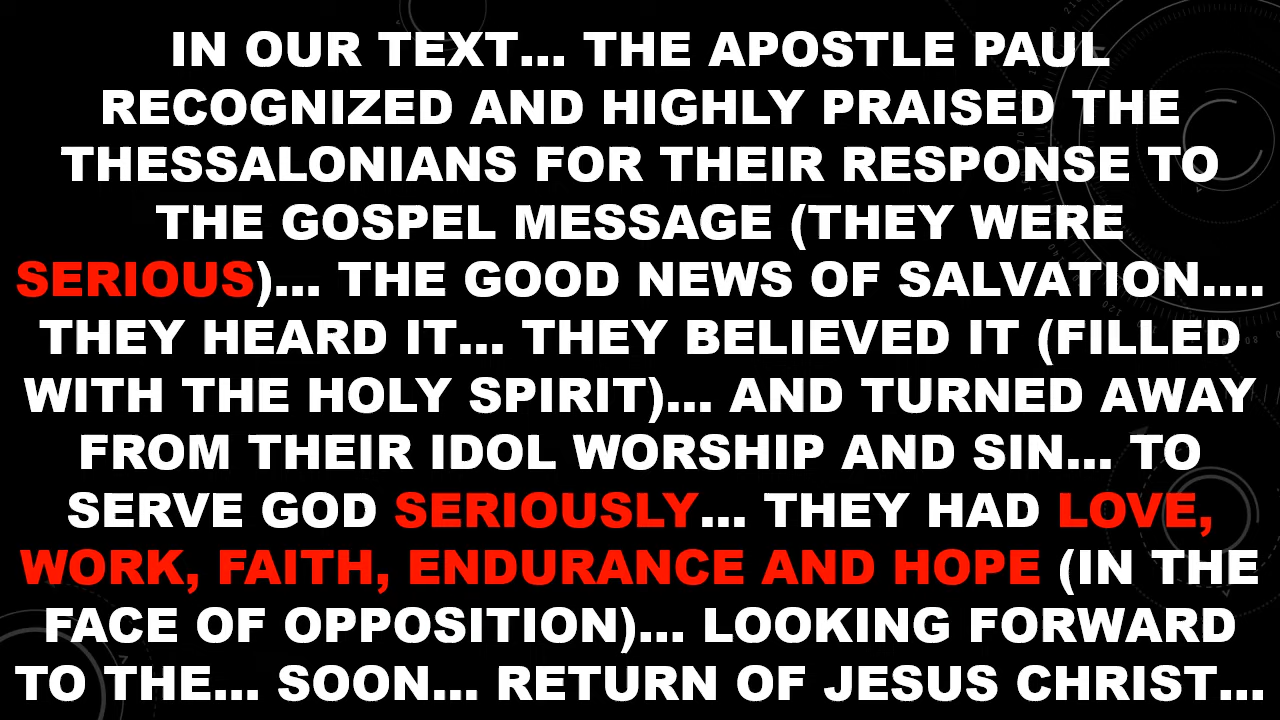 IN OUR TEXT... THE APOSTLE PAUL
RECOGNIZED AND HIGHLY PRAISED THE
THESSALONIANS FOR THEIR RESPONSE TO
THE GOSPEL MESSAGE (THEY WERE
SERIOUS)... THE GOOD NEWS OF SALVATION....
THEY HEARD IT... THEY BELIEVED IT (FILLED
WITH THE HOLY SPIRIT)... AND TURNED AWAY
FROM THEIR IDOL WORSHIP AND SIN... TO
SERVE GOD SERIOUSLY... THEY HAD LOVE,
WORK, FAITH, ENDURANCE AND HOPE (IN THE
FACE OF OPPOSITION)... LOOKING FORWARD
TO THE... SOON... RETURN OF JESUS CHRIST...